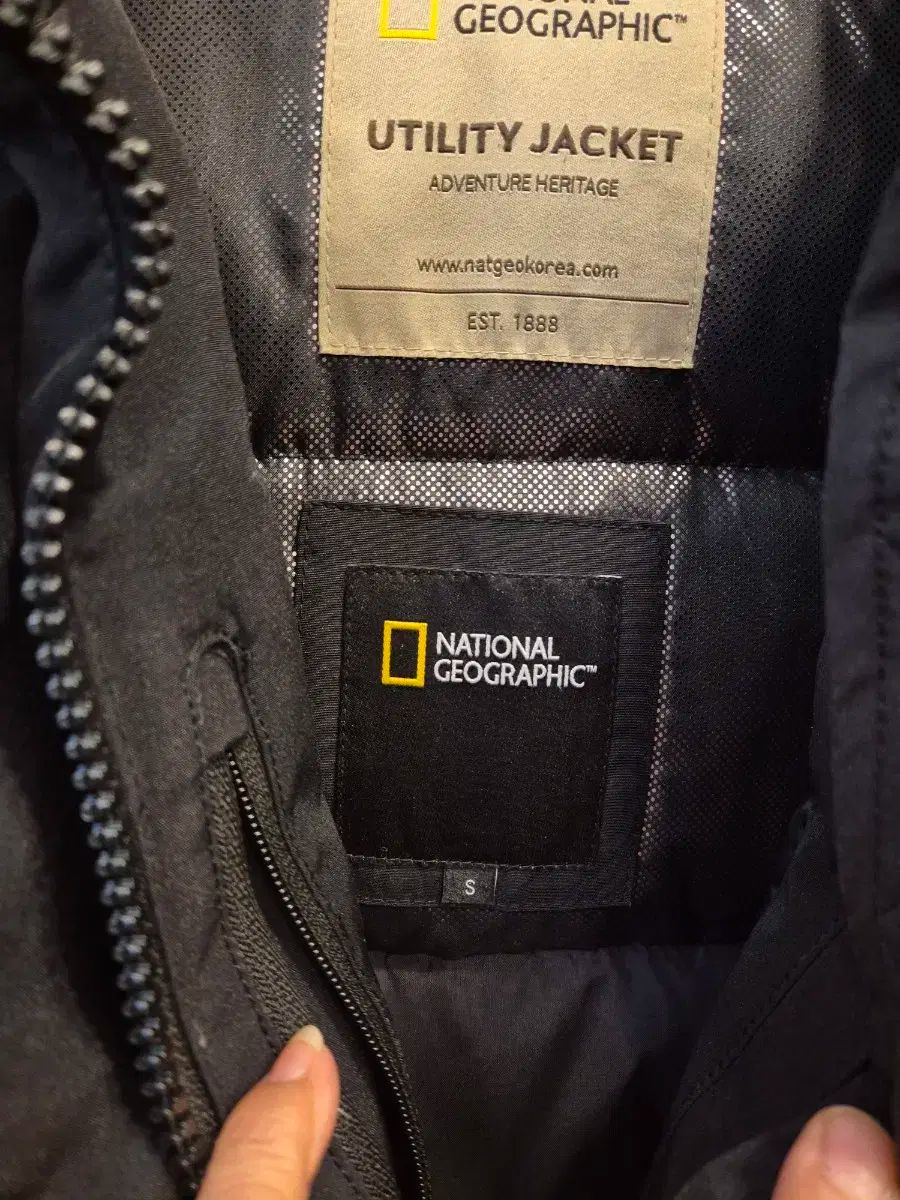 GEOGRAPHIC™
UTILITY JACKET
ADVENTURE HERITAGE
www.natgeokorea.com
EST. 1888
NATIONAL
GEOGRAPHIC™
S